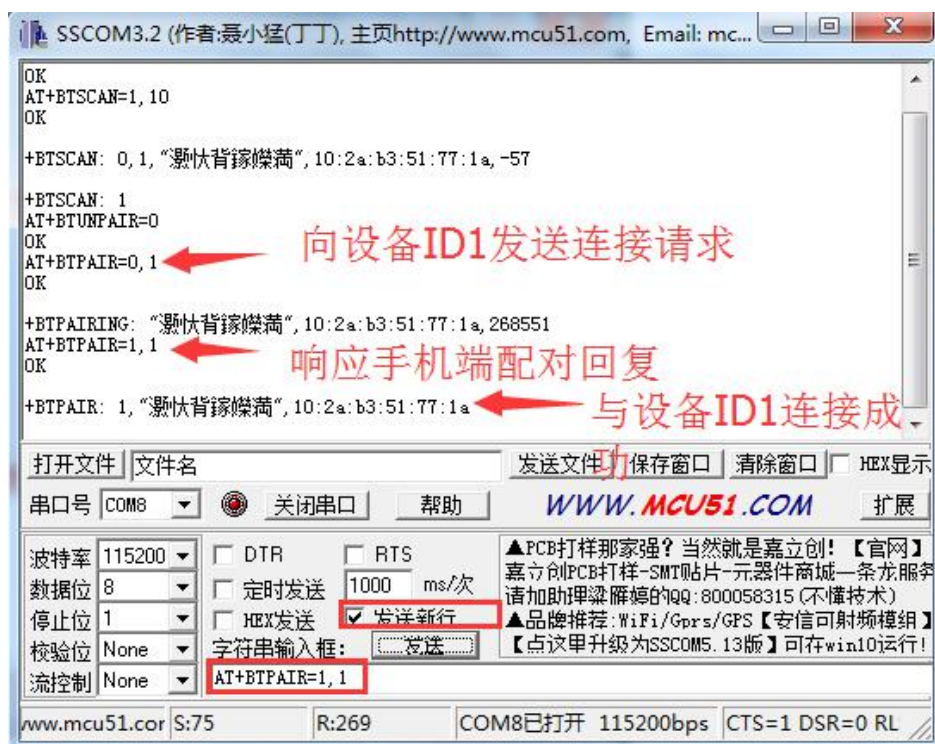 SSCOM3.2 (作者:聂小猛(丁丁), 主页http://www.mcu51.com, Email: mc...
OK
AT+BTSCAN=1,10
OK
+BTSCAN: 0,1,“灏忕背鎵嬫満“,10:2a:b3:51:77:1a,-57
+BTSCAN: 1
AT+BTUNPAIR=0
OK
向设备ID1发送连接请求
AT+BTPAIR=0,1
OK
+BTPAIRING: “灏忕背鎵嬫満“,10:2a:b3:51:77:1a,268551
AT+BTPAIR=1,1
响应手机端配对回复
OK
+BTPAIR: 1,“灏忕背鎵嬫満“,10:2a:b3:51:77:1a
与设备ID1连接成
功
打开文件 文件名 发送文件 保存窗口 清除窗口 HEX显示
串口号 COM8 关闭串口 帮助 WWW.MCU51.COM 扩展
波特率 115200 DTR RTS
数据位 8 定时发送 1000 ms/次
停止位 1 HEX发送 发送新行
校验位 None 字符串输入框: 发送
流控制 None AT+BTPAIR=1,1
▲PCB打样那家强? 当然就是嘉立创! 【官网】
嘉立创PCB打样-SMT贴片-元器件商城—条龙服务
请加助理梁雁婷的qq:800058315(不懂技术)
▲品牌推荐:WiFi/Gprs/GPS【安信可射频模组】
【点这里升级为SSCOM5.13版】可在win10运行!
www.mcu51.cor S:75 R:269 COM8已打开 115200bps CTS=1 DSR=0 RL